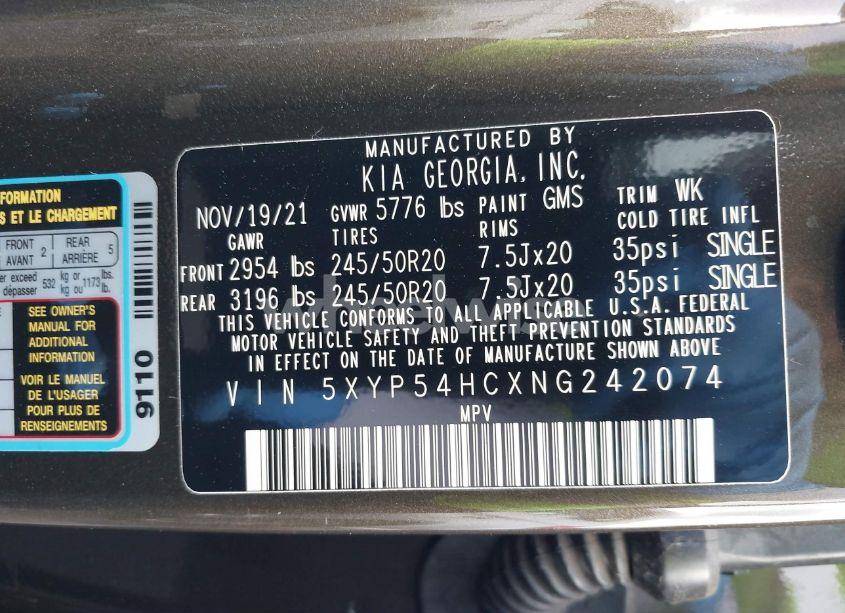 FORMATION
S ET LE CHARGEMENT
FRONT AVANT 2 REAR ARRIÈRE 5
er exceed kg or lbs.
dépasser 532 kg ou 1173 lb.
SEE OWNER'S
MANUAL FOR
ADDITIONAL
INFORMATION
VOIR LE MANUEL
DE L'USAGER
POUR PLUS DE
RENSEIGNEMENTS
9110
MANUFACTURED BY
KIA GEORGIA, INC.
NOV/19/21 GVWR 5776 lbs PAINT GMS TRIM WK
GAWR TIRES RIMS COLD TIRE INFL
FRONT 2954 lbs 245/50R20 7.5Jx20 35psi SINGLE
REAR 3196 lbs 245/50R20 7.5Jx20 35psi SINGLE
THIS VEHICLE CONFORMS TO ALL APPLICABLE U.S.A. FEDERAL
MOTOR VEHICLE SAFETY AND THEFT PREVENTION STANDARDS
IN EFFECT ON THE DATE OF MANUFACTURE SHOWN ABOVE
VIN 5XYP54HCXNG242074
MPV